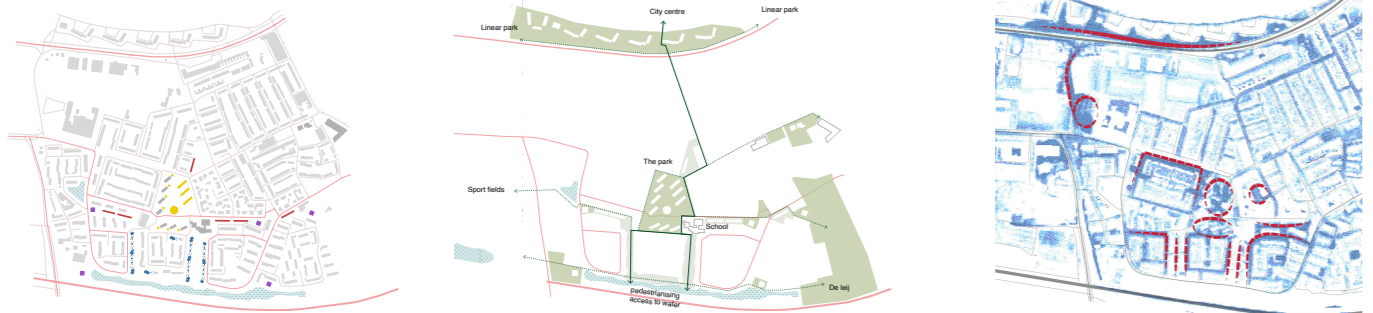 City centre
Linear park
Linear park
The park
Sport fields
School
De leij
pedestrianising
access to water